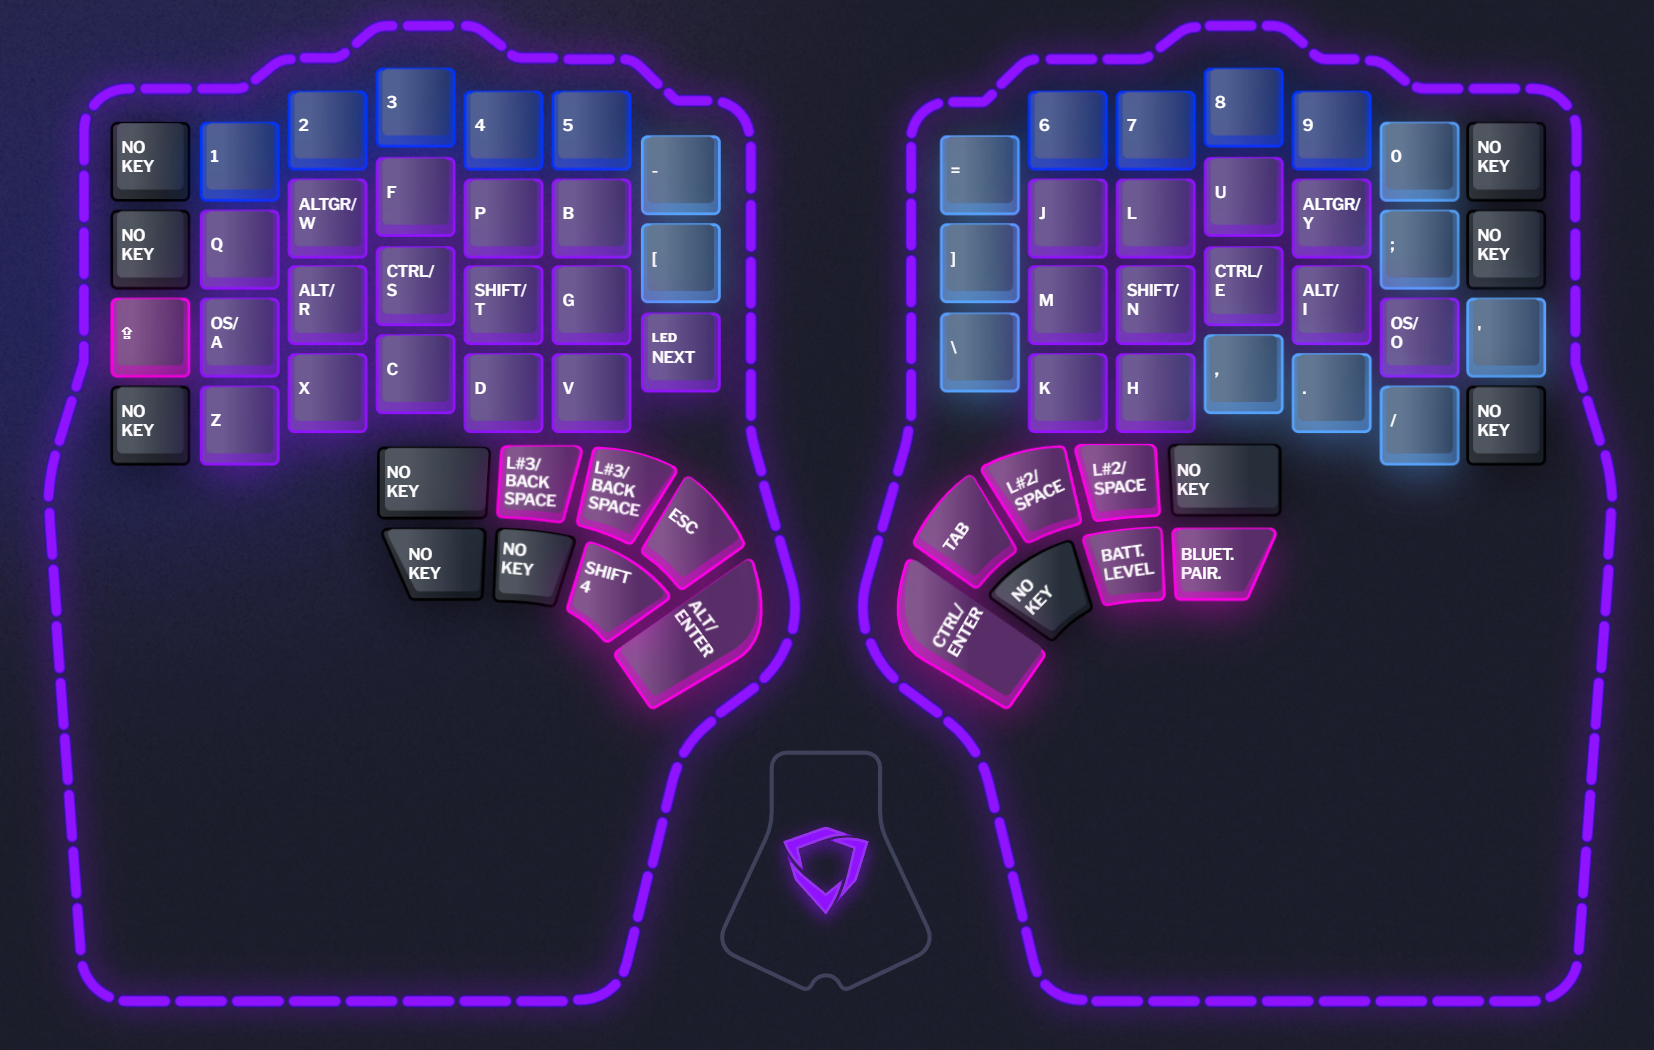 3
8
2
4
5
6
7
9
NO
KEY
1
-
=
0
NO
KEY
F
U
ALTGR/
W
P
B
J
L
ALTGR/
Y
NO
KEY
Q
[
]
;
NO
KEY
CTRL/
S
CTRL/
E
ALT/
R
SHIFT/
T
G
M
SHIFT/
N
ALT/
I
⇪
OS/
A
LED
NEXT
\
OS/
O
'
C
,
X
D
V
K
H
.
NO
KEY
Z
/
NO
KEY
NO
KEY
L#3/
BACK
SPACE
L#3/
BACK
SPACE
ESC
TAB
L#2/
SPACE
L#2/
SPACE
NO
KEY
NO
KEY
NO
KEY
SHIFT
4
ALT/
ENTER
CTRL/
ENTER
NO
KEY
BATT.
LEVEL
BLUET.
PAIR.